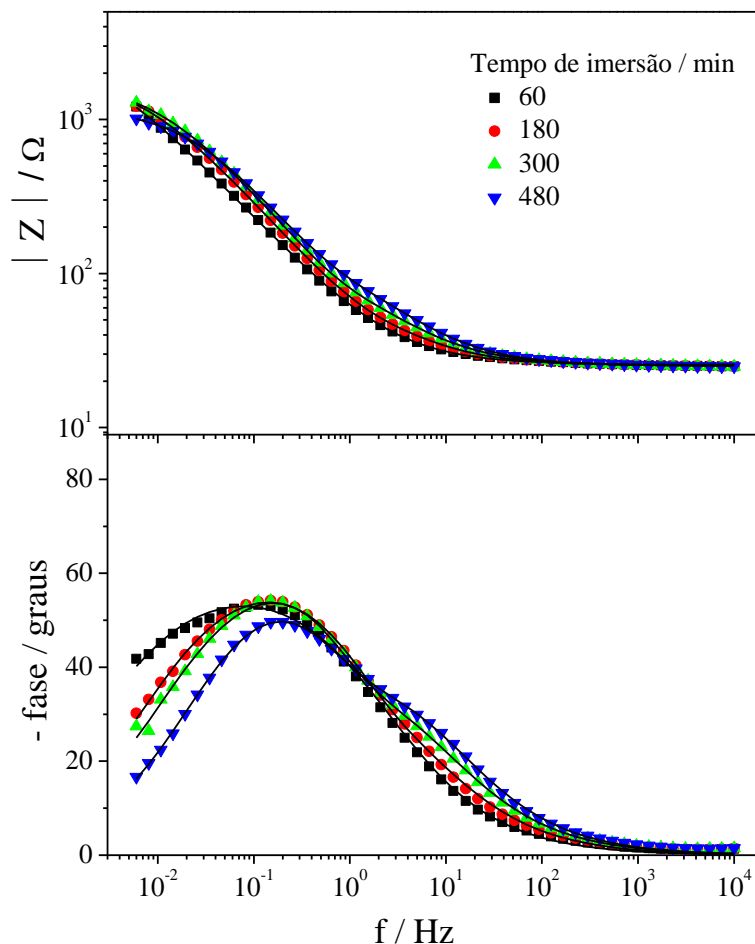 Tempo de imersão / min
60
180
300
480
10³
10²
10¹
| Z | / Ω
80
60
40
20
0
- fase / graus
10⁻² 10⁻¹ 10⁰ 10¹ 10² 10³ 10⁴
f / Hz